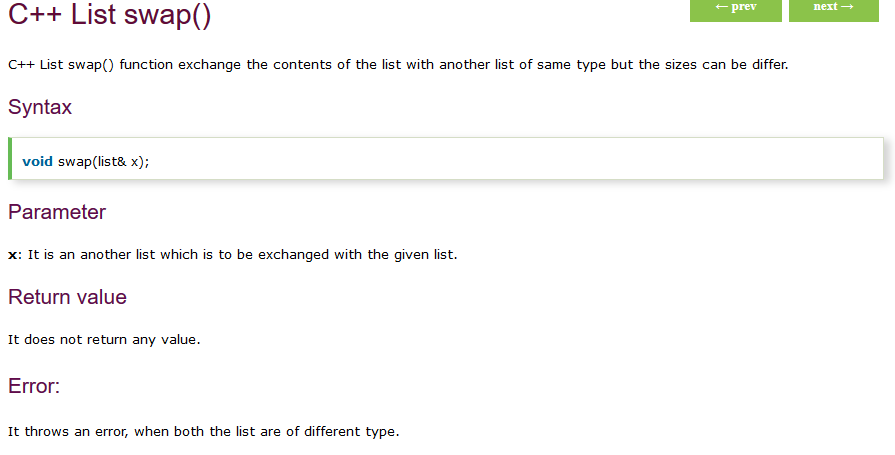 C++ List swap()
← prev
next →
C++ List swap() function exchange the contents of the list with another list of same type but the sizes can be differ.
Syntax
void swap(list& x);
Parameter
x: It is an another list which is to be exchanged with the given list.
Return value
It does not return any value.
Error:
It throws an error, when both the list are of different type.